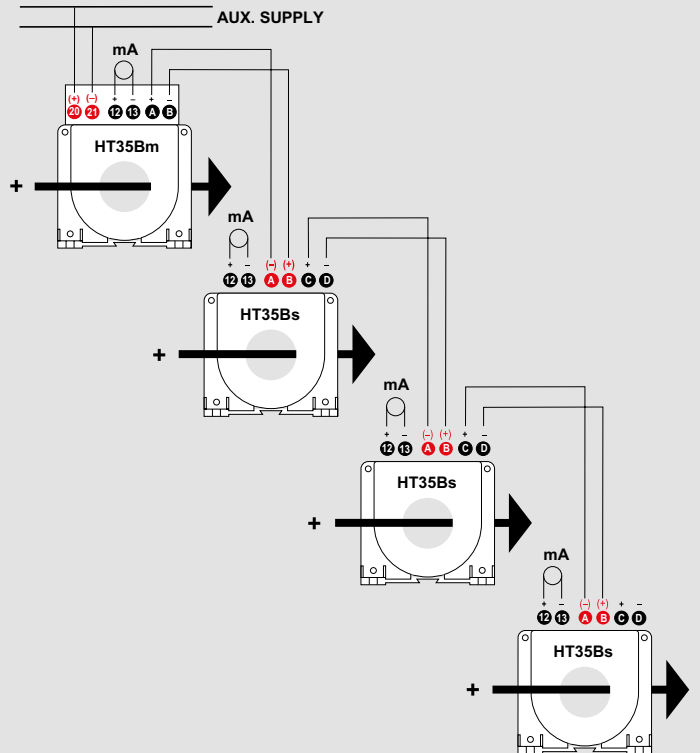 AUX. SUPPLY
mA
(+) (–) + – + –
20 21 12 13 A B
HT35Bm
+
mA
+ – (–) (+) + –
12 13 A B C D
HT35Bs
+
mA
+ – (–) (+) + –
12 13 A B C D
HT35Bs
+
mA
+ – (–) (+) + –
12 13 A B C D
HT35Bs
+